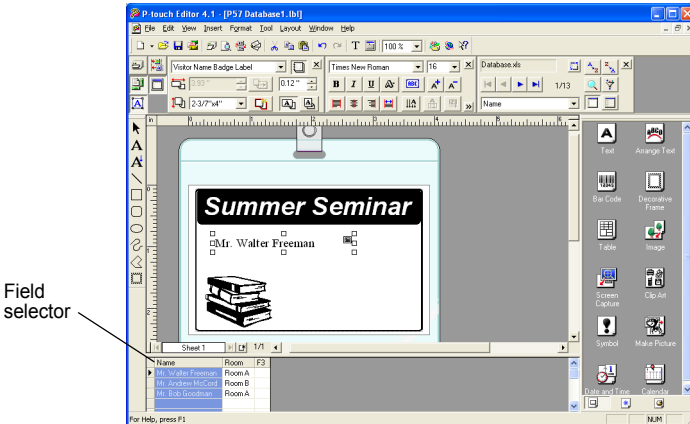 P-touch Editor 4.1 - [P57 Database1.lbl]
File Edit View Insert Format Tool Layout Window Help
100 %
Visitor Name Badge Label
Times New Roman
16
Database.xls
3.93 "
0.12 "
B I U
1/13
2-3/7"x4"
Name
Text
Arrange Text
Bar Code
Decorative Frame
Table
Image
Screen Capture
Clip Art
Symbol
Make Picture
Date and Time
Calendar
Summer Seminar
Mr. Walter Freeman
Field
selector
Sheet 1
1/1
Name Room F3
Mr. Walter Freeman Room A
Mr. Andrew McCord Room B
Mr. Bob Goodman Room A
For Help, press F1
NUM